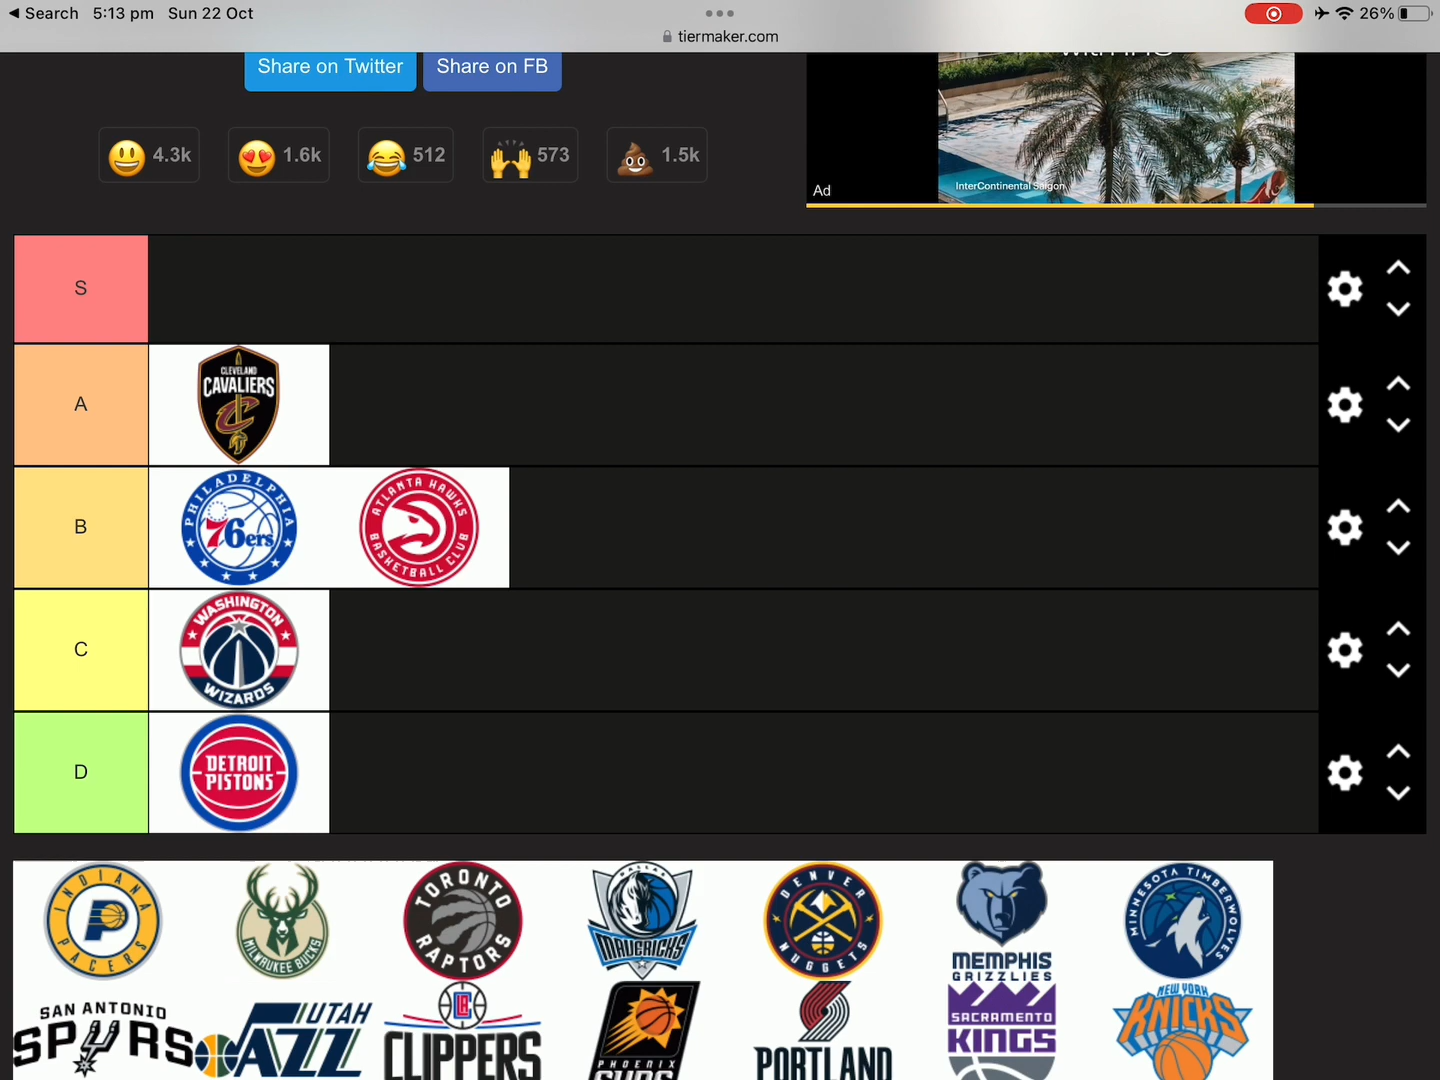 Search 5:13 pm Sun 22 Oct
26%
tiermaker.com
Share on Twitter
Share on FB
4.3k
1.6k
512
573
1.5k
Ad
InterContinental Saigon
S
A
CLEVELAND
CAVALIERS
C
B
PHILADELPHIA
76ers
ATLANTA HAWKS
BASKETBALL CLUB
C
WASHINGTON
WIZARDS
D
DETROIT
PISTONS
INDIANA
PACERS
MILWAUKEE BUCKS
TORONTO
RAPTORS
DALLAS
MAVERICKS
DENVER
NUGGETS
MEMPHIS
GRIZZLIES
MINNESOTA TIMBERWOLVES
SAN ANTONIO
SPURS
UTAH
JAZZ
LA
CLIPPERS
PHOENIX
SUNS
PORTLAND
SACRAMENTO
KINGS
NEW YORK
KNICKS